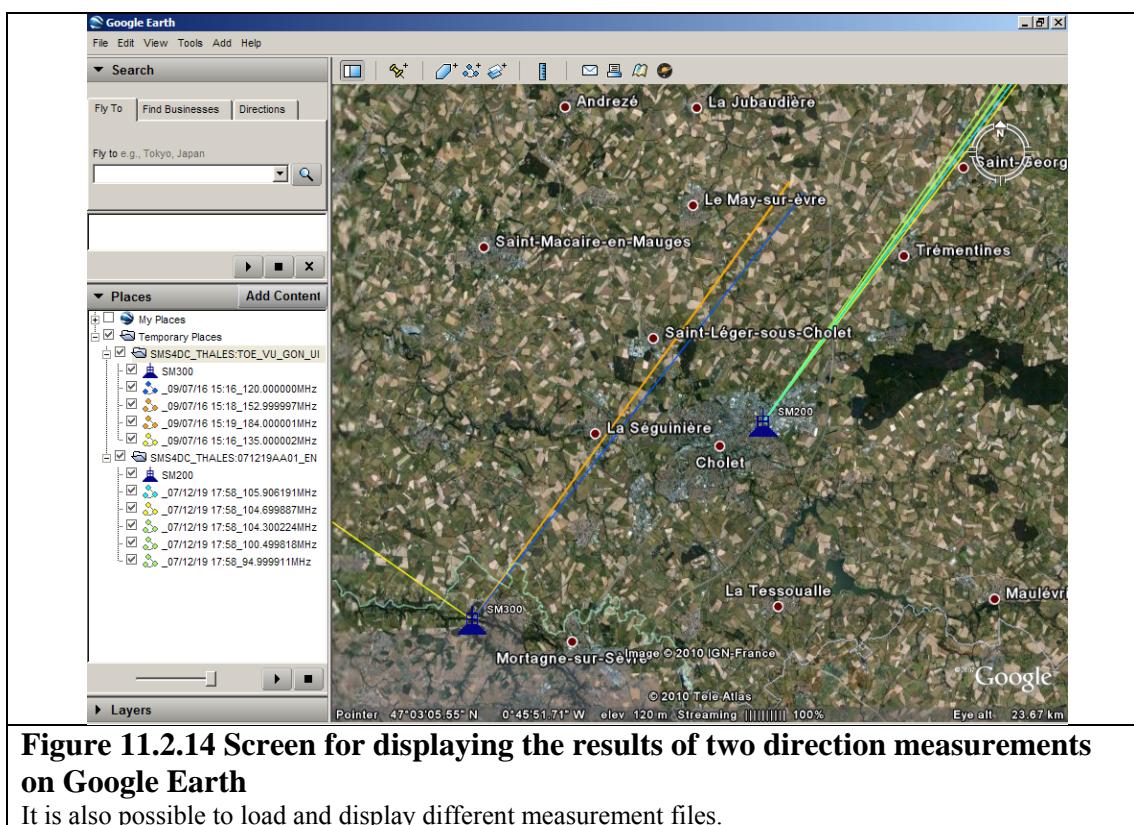 Google Earth
File Edit View Tools Add Help
Search
Fly To Find Businesses Directions
Fly to e.g., Tokyo, Japan
Places Add Content
My Places
Temporary Places
SMS4DC_THALES:TOE_VU_GON_UI
SM300
_09/07/16 15:16_120.000000MHz
_09/07/16 15:18_152.999997MHz
_09/07/16 15:19_184.000001MHz
_09/07/16 15:16_135.000002MHz
SMS4DC_THALES:071219AA01_EN
SM200
_07/12/19 17:58_105.906191MHz
_07/12/19 17:58_104.699887MHz
_07/12/19 17:58_104.300224MHz
_07/12/19 17:58_100.499818MHz
_07/12/19 17:58_94.999911MHz
Layers
Andrezé
La Jubaudière
N
Saint-Georg
Le May-sur-èvre
Saint-Macaire-en-Mauges
Trémentines
Saint-Léger-sous-Cholet
SM200
La Séguinière
Cholet
La Tessoualle
Maulévri
SM300
Mortagne-sur-Sèvre
Image © 2010 IGN-France
©2002 Google
© 2010 Tele Atlas
Pointer 47°03'05.55" N 0°45'51.71" W elev 120 m Streaming |||||||||| 100% Eye alt 23.67 km
Figure 11.2.14 Screen for displaying the results of two direction measurements
on Google Earth
It is also possible to load and display different measurement files.